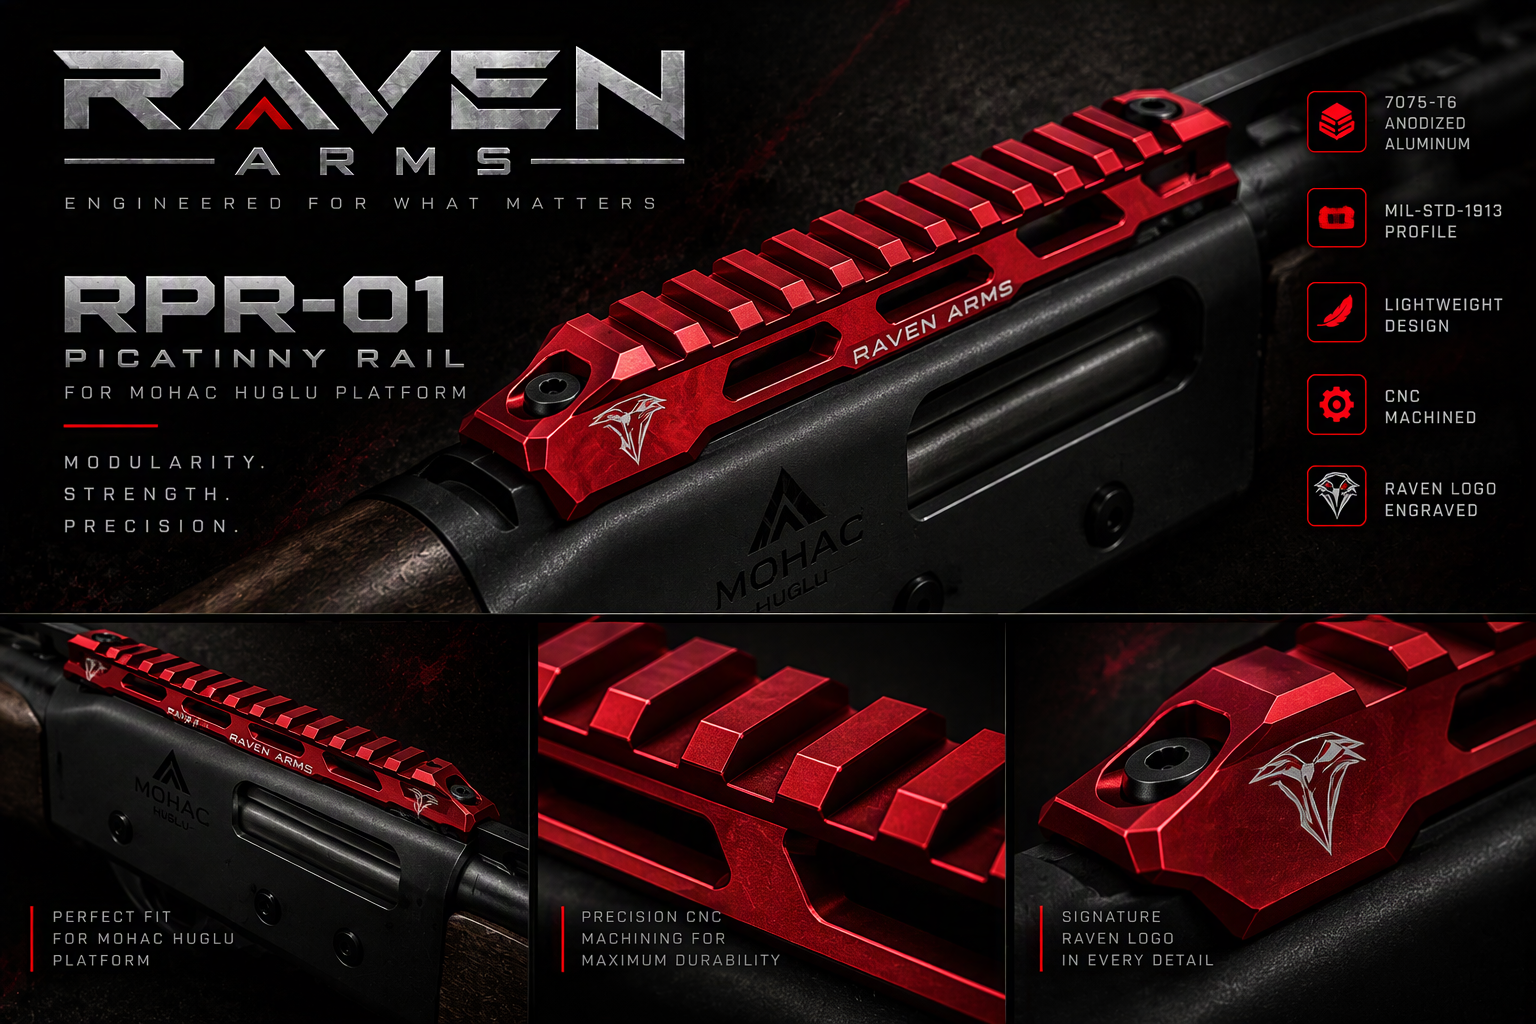 RAVEN
ARMS
ENGINEERED FOR WHAT MATTERS
RPR-01
PICATINNY RAIL
FOR MOHAC HUGLU PLATFORM
MODULARITY.
STRENGTH.
PRECISION.
RAVEN ARMS
MOHAC
HUGLU
7075-T6
ANODIZED
ALUMINUM
MIL-STD-1913
PROFILE
LIGHTWEIGHT
DESIGN
CNC
MACHINED
RAVEN LOGO
ENGRAVED
RAVEN ARMS
MOHAC
HUGLU
PERFECT FIT
FOR MOHAC HUGLU
PLATFORM
PRECISION CNC
MACHINING FOR
MAXIMUM DURABILITY
SIGNATURE
RAVEN LOGO
IN EVERY DETAIL